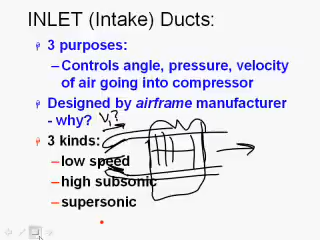 INLET (Intake) Ducts:
3 purposes:
–Controls angle, pressure, velocity
of air going into compressor
Designed by airframe manufacturer
- why?
V₁?
3 kinds:
–low speed
–high subsonic
–supersonic